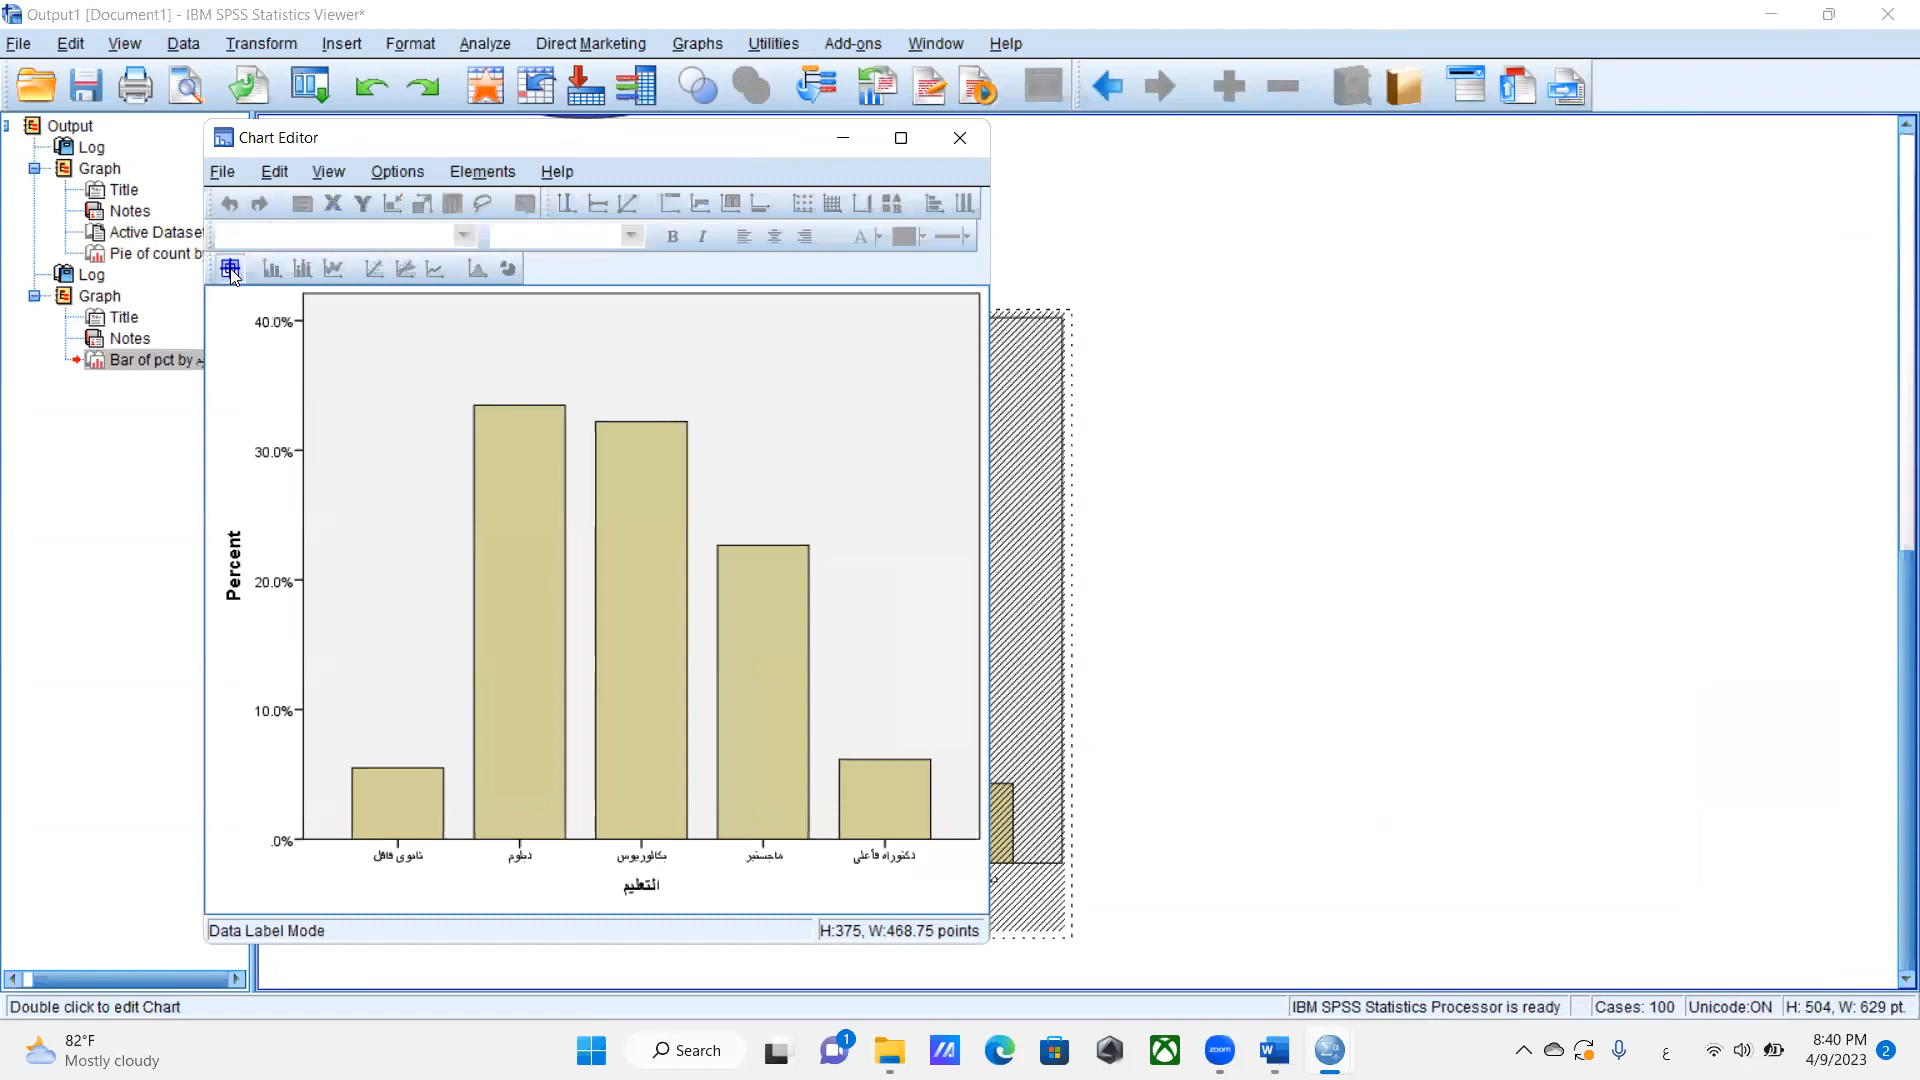 Output1 [Document1] - IBM SPSS Statistics Viewer*
File Edit View Data Transform Insert Format Analyze Direct Marketing Graphs Utilities Add-ons Window Help
Output
Log
Graph
Title
Notes
Active Dataset
Pie of count by
Log
Graph
Title
Notes
Bar of pct by
Chart Editor
File Edit View Options Elements Help
X Y
B I A
40.0%
30.0%
20.0%
10.0%
.0%
Percent
ثانوي فاقل
دبلوم
بكالوريوس
ماجستير
دكتوراه فأعلى
التعليم
Data Label Mode
H:375, W:468.75 points
Double click to edit Chart
IBM SPSS Statistics Processor is ready
Cases: 100
Unicode:ON
H: 504, W: 629 pt.
82°F
Mostly cloudy
Search
1
zoom
W
Σα
ع
8:40 PM
4/9/2023
2